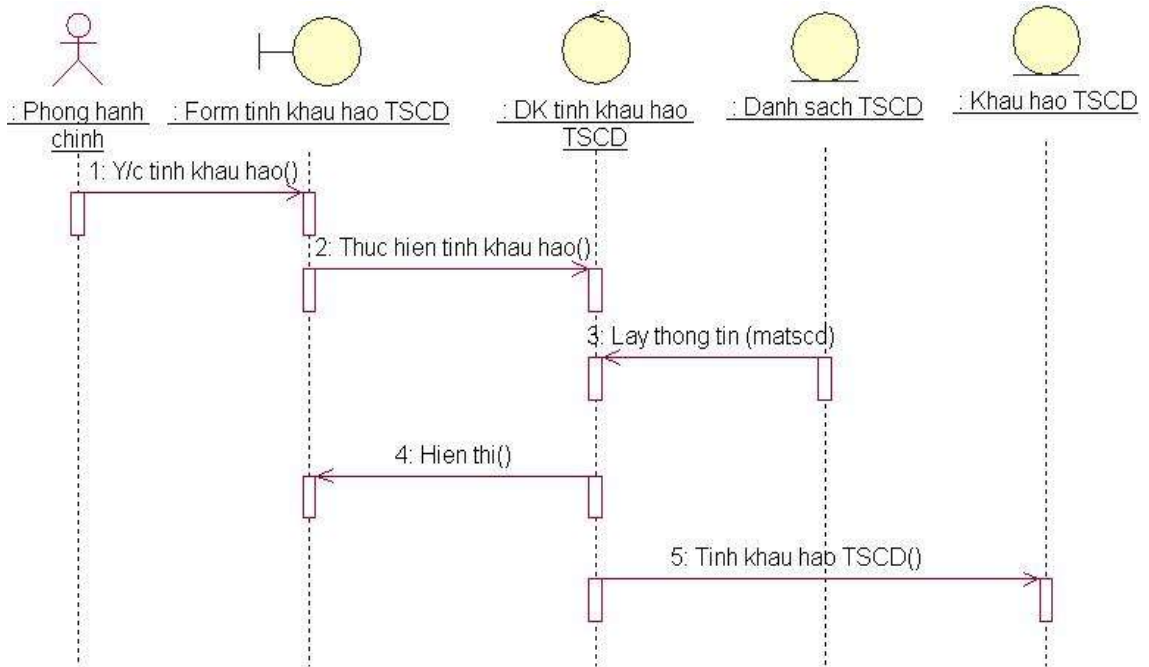 : Phong hanh
chinh
: Form tinh khau hao TSCD
: DK tinh khau hao
TSCD
: Danh sach TSCD
: Khau hao TSCD
1: Y/c tinh khau hao()
2: Thuc hien tinh khau hao()
3: Lay thong tin (matscd)
4: Hien thi()
5: Tinh khau hao TSCD()